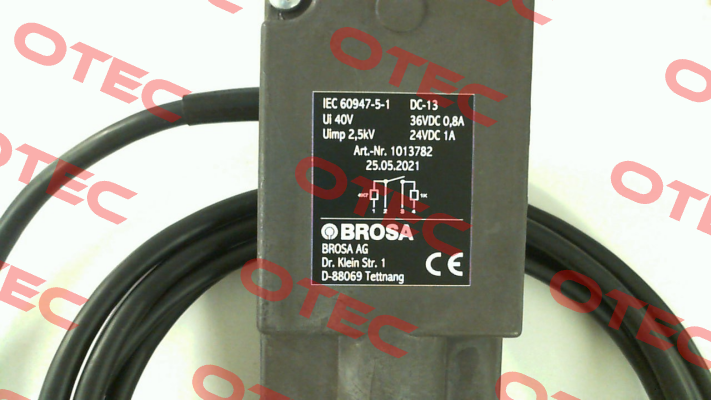 IEC 60947-5-1 DC-13
Ui 40V 36VDC 0,8A
Uimp 2,5kV 24VDC 1A
Art.-Nr. 1013782
25.05.2021
1 2 3 4
BROSA
BROSA AG
Dr. Klein Str. 1
D-88069 Tettnang
CE
OTEC
OTEC
OTEC
OTEC
OTEC
OTEC
OTEC
OTEC
OTEC